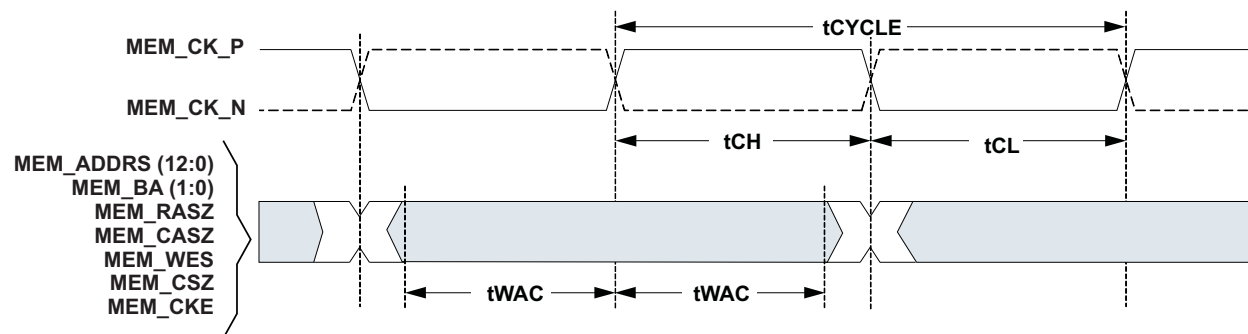 tCYCLE
MEM_CK_P
MEM_CK_N
tCH
tCL
MEM_ADDRS (12:0)
MEM_BA (1:0)
MEM_RASZ
MEM_CASZ
MEM_WES
MEM_CSZ
MEM_CKE
tWAC
tWAC